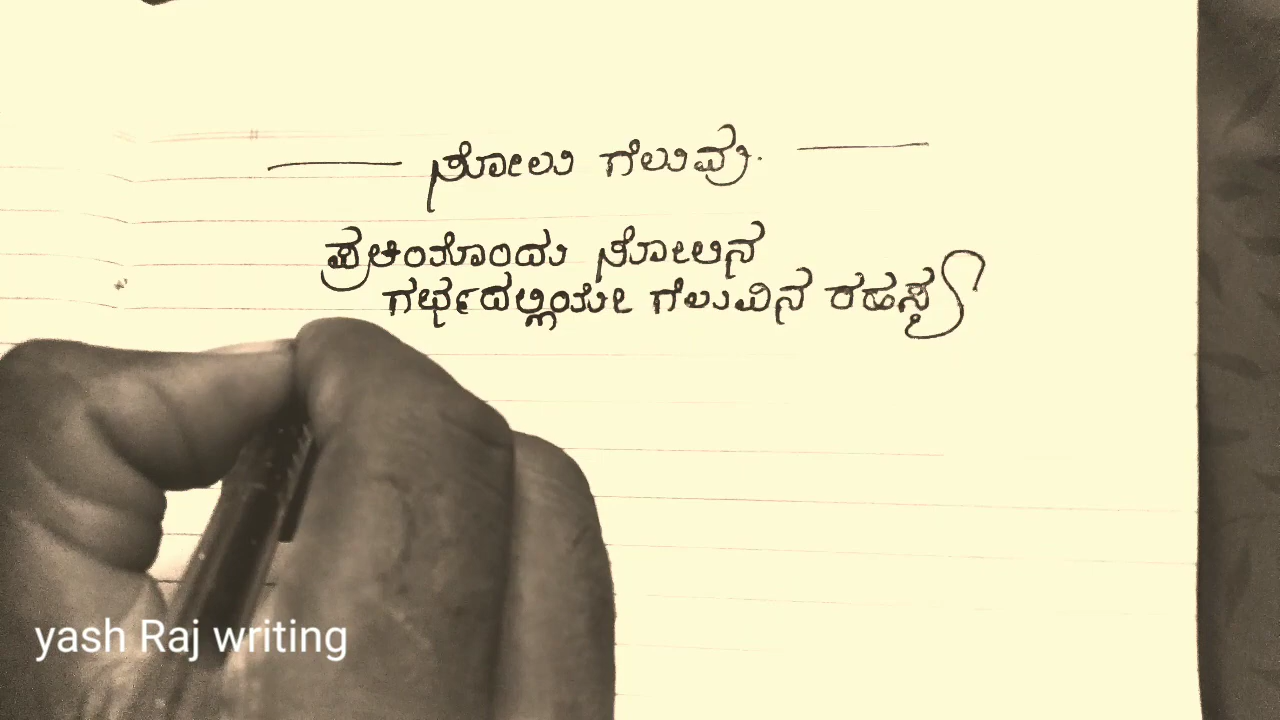 ಸೋಲು ಗೆಲುವು.
ಪ್ರತಿಯೊಂದು ಸೋಲಿನ
ಗರ್ಭದಲ್ಲಿಯೇ ಗೆಲುವಿನ ರಹಸ್ಯ
yash Raj writing